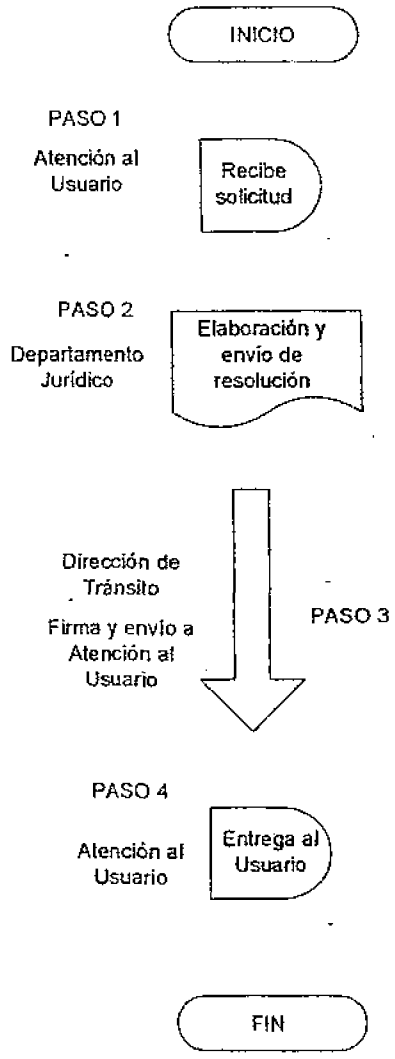 INICIO
PASO 1
Atención al
Usuario
Recibe
solicitud
PASO 2
Departamento
Jurídico
Elaboración y
envío de
resolución
Dirección de
Tránsito
Firma y envío a
Atención al
Usuario
PASO 3
PASO 4
Atención al
Usuario
Entrega al
Usuario
FIN